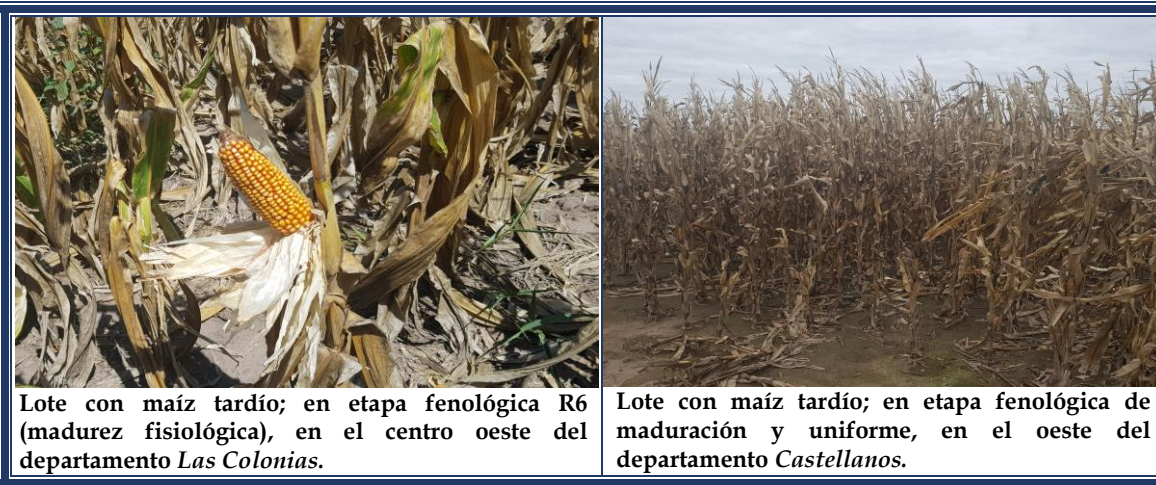 Lote con maíz tardío; en etapa fenológica R6
(madurez fisiológica), en el centro oeste del
departamento Las Colonias.
Lote con maíz tardío; en etapa fenológica de
maduración y uniforme, en el oeste del
departamento Castellanos.